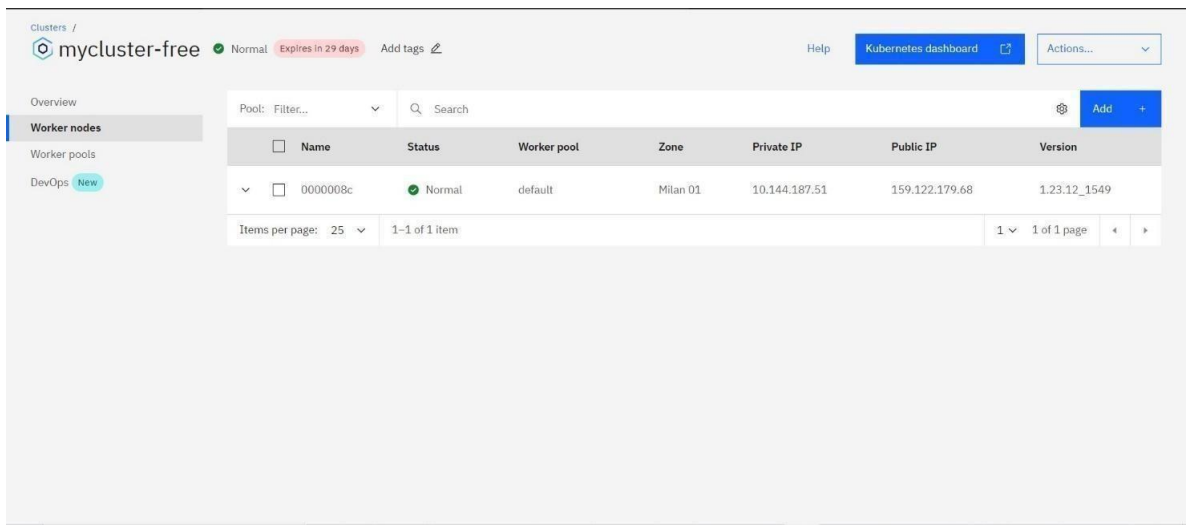 Clusters /
mycluster-free Normal Expires in 29 days Add tags Help Kubernetes dashboard Actions...
Overview
Worker nodes
Worker pools
DevOps New
Pool: Filter... Search Add +
Name Status Worker pool Zone Private IP Public IP Version
0000008c Normal default Milan 01 10.144.187.51 159.122.179.68 1.23.12_1549
Items per page: 25 1–1 of 1 item 1 1 of 1 page